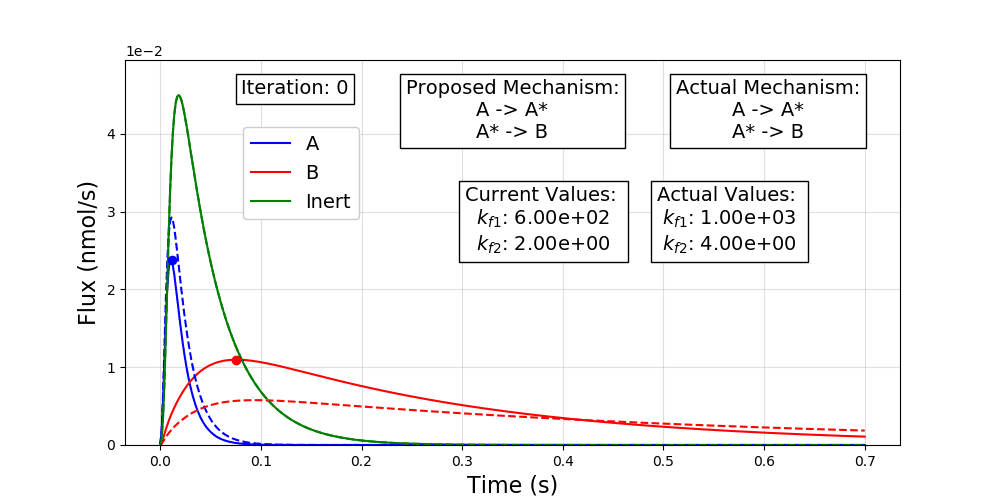 1e−2
Iteration: 0
Proposed Mechanism:
A -> A*
A* -> B
Actual Mechanism:
A -> A*
A* -> B
A
B
Inert
Current Values:
kf1: 6.00e+02
kf2: 2.00e+00
Actual Values:
kf1: 1.00e+03
kf2: 4.00e+00
Flux (nmol/s)
4
3
2
1
0
0.0 0.1 0.2 0.3 0.4 0.5 0.6 0.7
Time (s)